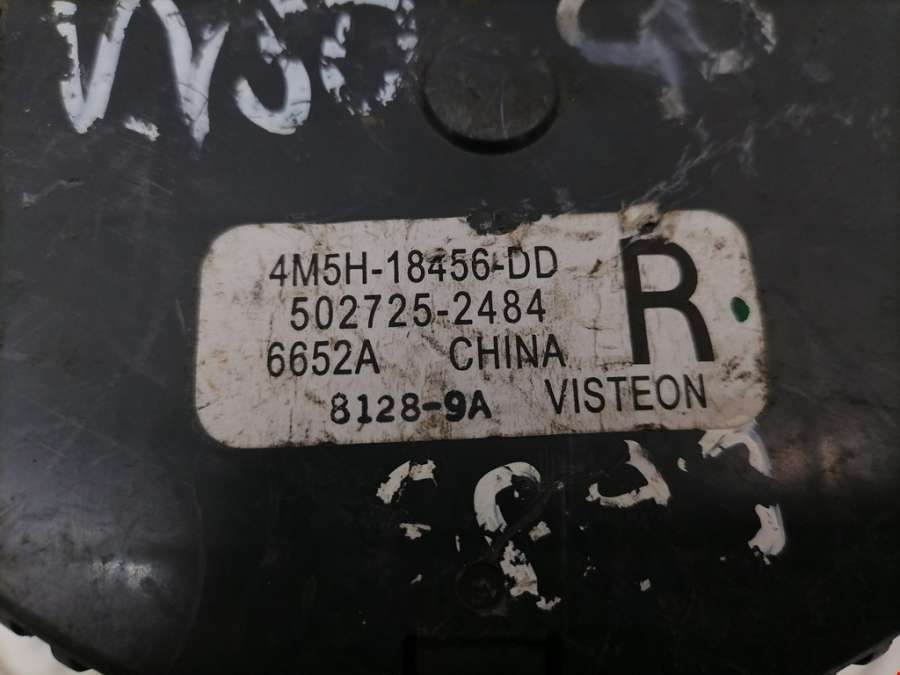 4M5H-18456-DD
502725-2484
R
6652A CHINA
8128-9A VISTEON